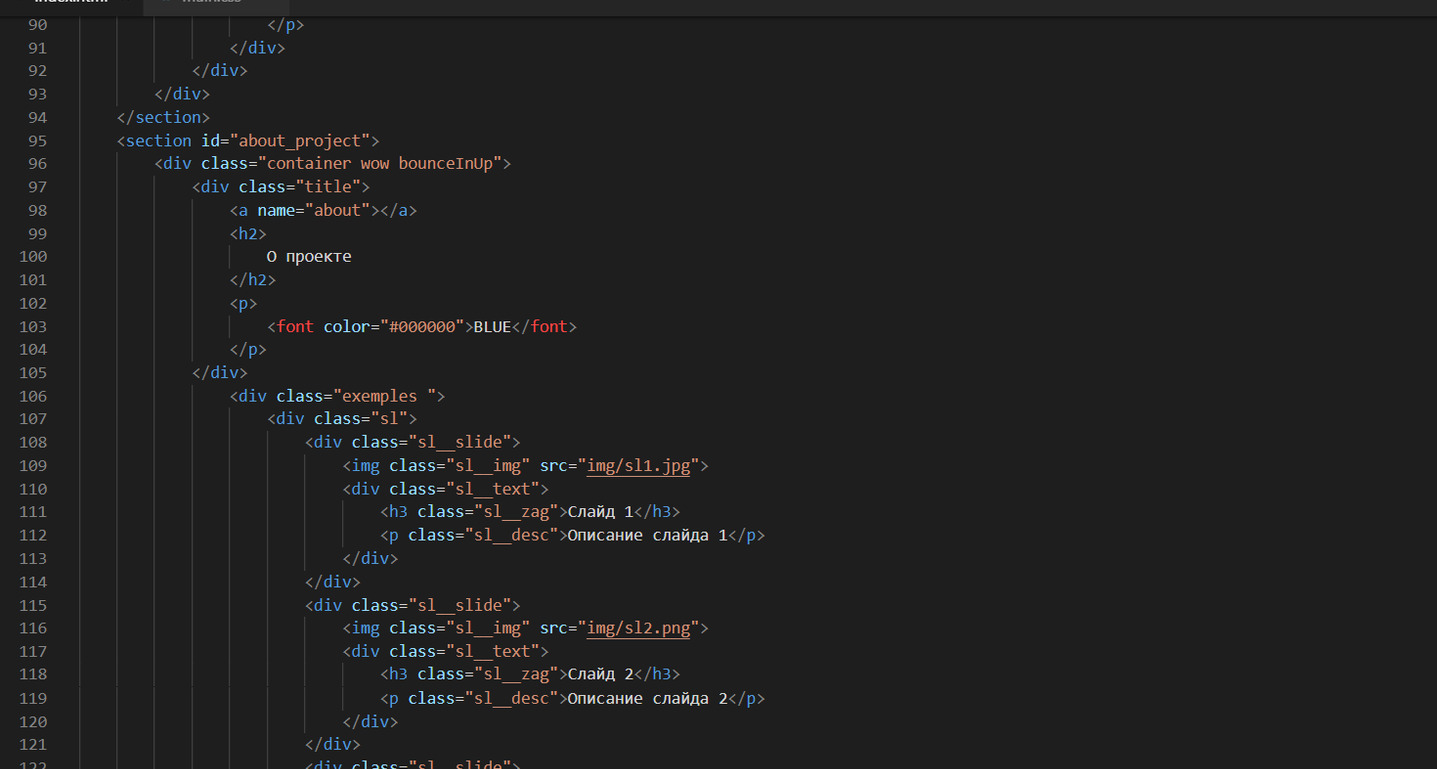 90 </p>
91 </div>
92 </div>
93 </div>
94 </section>
95 <section id="about_project">
96 <div class="container wow bounceInUp">
97 <div class="title">
98 <a name="about"></a>
99 <h2>
100 О проекте
101 </h2>
102 <p>
103 <font color="#000000">BLUE</font>
104 </p>
105 </div>
106 <div class="exemples ">
107 <div class="sl">
108 <div class="sl__slide">
109 <img class="sl__img" src="img/sl1.jpg">
110 <div class="sl__text">
111 <h3 class="sl__zag">Слайд 1</h3>
112 <p class="sl__desc">Описание слайда 1</p>
113 </div>
114 </div>
115 <div class="sl__slide">
116 <img class="sl__img" src="img/sl2.png">
117 <div class="sl__text">
118 <h3 class="sl__zag">Слайд 2</h3>
119 <p class="sl__desc">Описание слайда 2</p>
120 </div>
121 </div>
122 <div class="sl__slide">